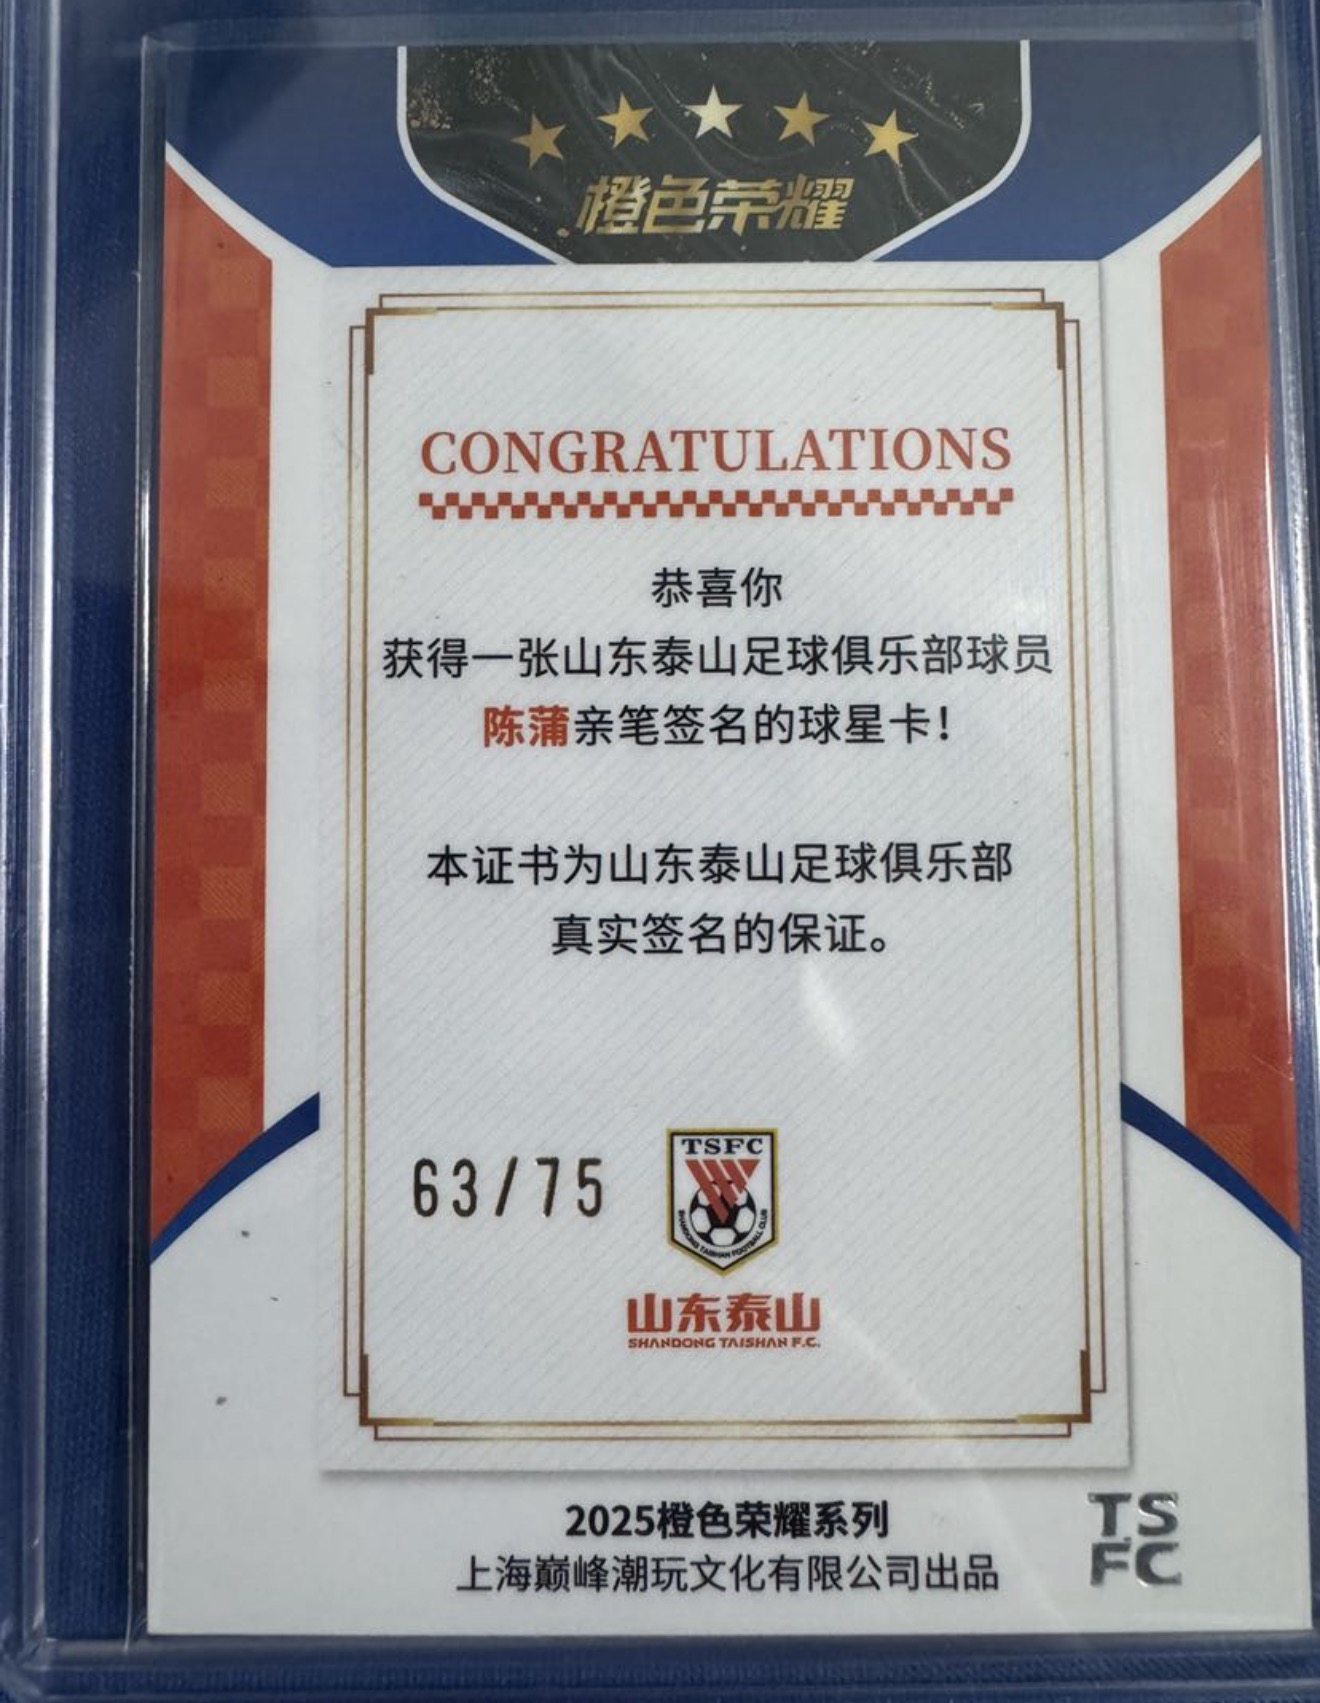 橙色荣耀
CONGRATULATIONS
恭喜你
获得一张山东泰山足球俱乐部球员
陈蒲亲笔签名的球星卡！
本证书为山东泰山足球俱乐部
真实签名的保证。
63/75
TSFC
SHANDONG TAISHAN FOOTBALL CLUB
山东泰山
SHANDONG TAISHAN F.C.
2025橙色荣耀系列
上海巅峰潮玩文化有限公司出品
TS
FC